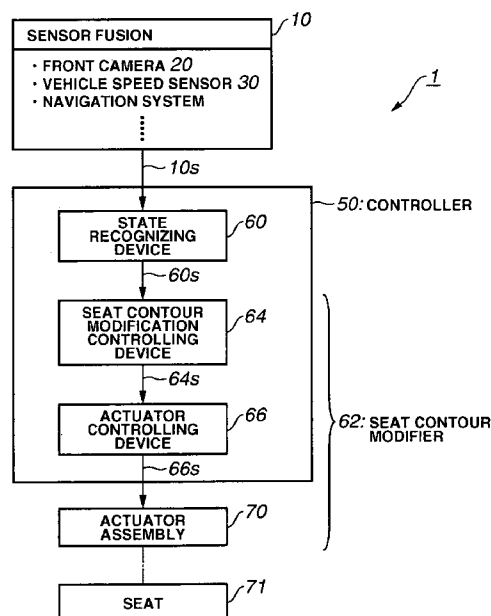 10
SENSOR FUSION
· FRONT CAMERA 20
· VEHICLE SPEED SENSOR 30
· NAVIGATION SYSTEM
1
10s
50: CONTROLLER
STATE
RECOGNIZING
DEVICE
60
60s
SEAT CONTOUR
MODIFICATION
CONTROLLING
DEVICE
64
64s
ACTUATOR
CONTROLLING
DEVICE
66
62: SEAT CONTOUR
MODIFIER
66s
ACTUATOR
ASSEMBLY
70
SEAT
71